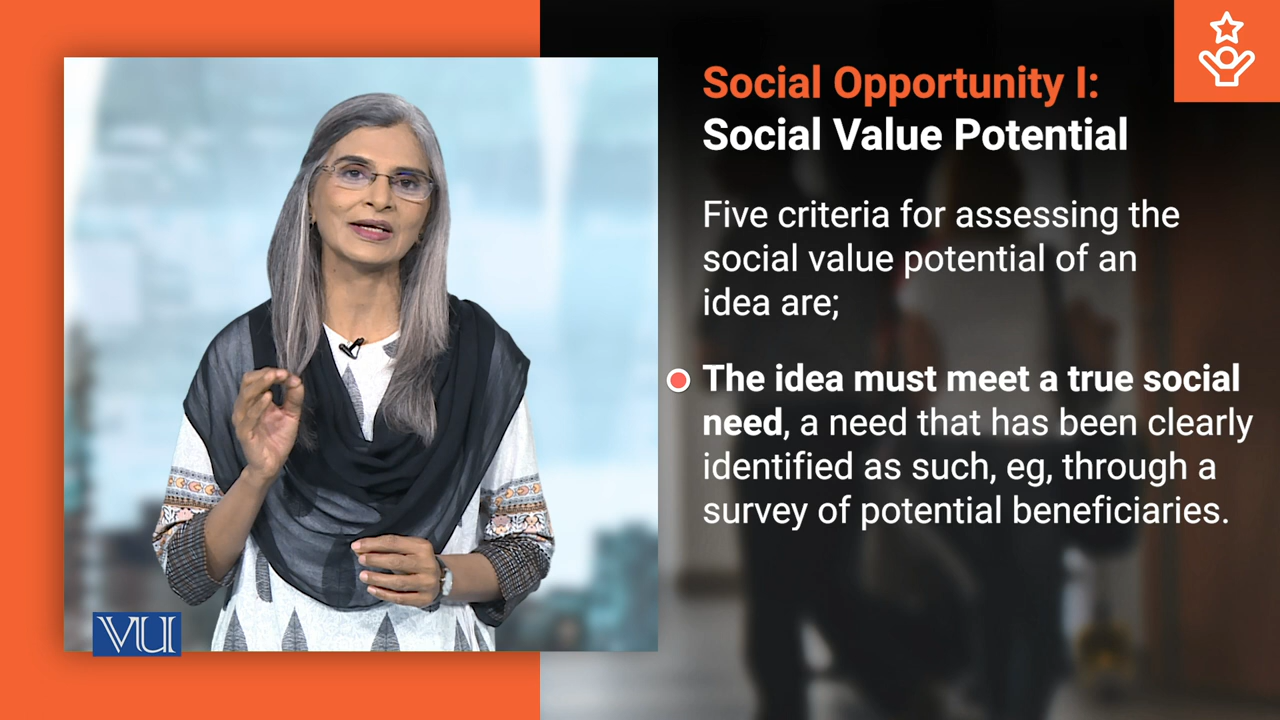 Social Opportunity I:
Social Value Potential
Five criteria for assessing the
social value potential of an
idea are;
The idea must meet a true social
need, a need that has been clearly
identified as such, eg, through a
survey of potential beneficiaries.
VU